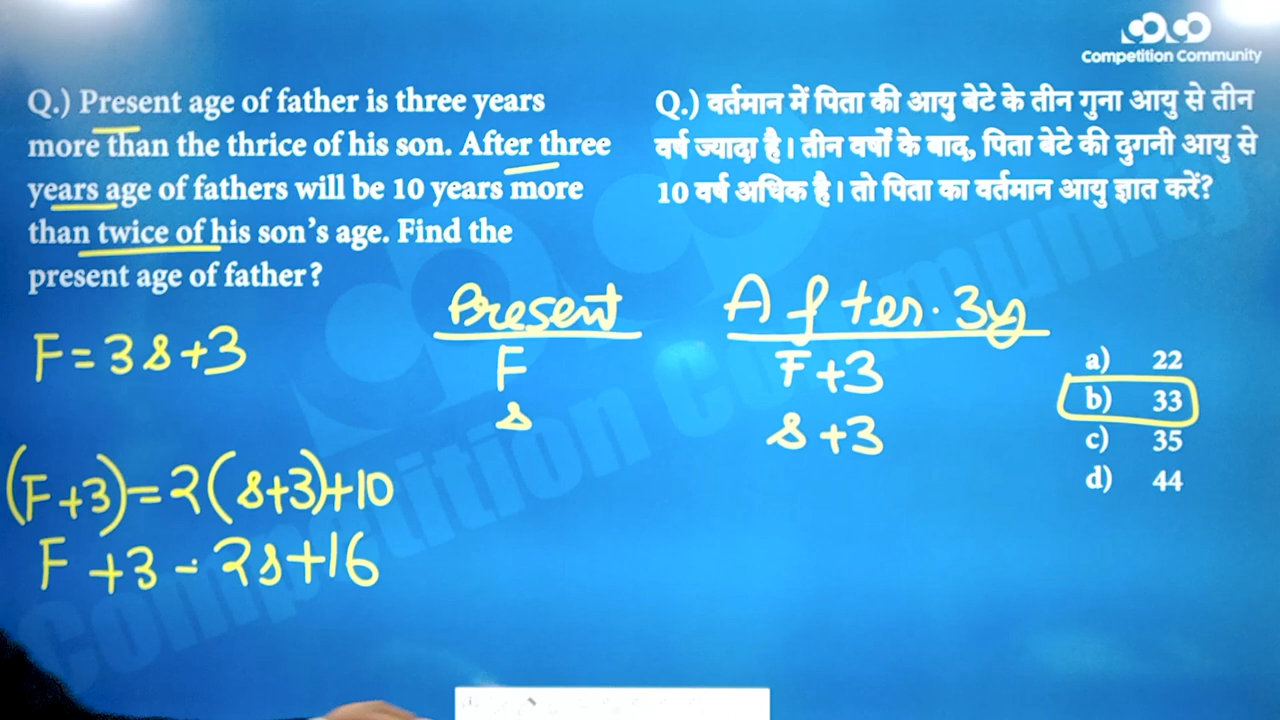 Competition Community
Q.) Present age of father is three years
more than the thrice of his son. After three
years age of fathers will be 10 years more
than twice of his son's age. Find the
present age of father?
Q.) वर्तमान में पिता की आयु बेटे के तीन गुना आयु से तीन
वर्ष ज्यादा है। तीन वर्षों के बाद, पिता बेटे की दुगनी आयु से
10 वर्ष अधिक है। तो पिता का वर्तमान आयु ज्ञात करें?
F = 3s + 3
(F + 3) = 2(s+3)+10
F + 3 - 2s + 16
Present
F
s
After. 3y
F + 3
s + 3
a) 22
b) 33
c) 35
d) 44
Competition Community